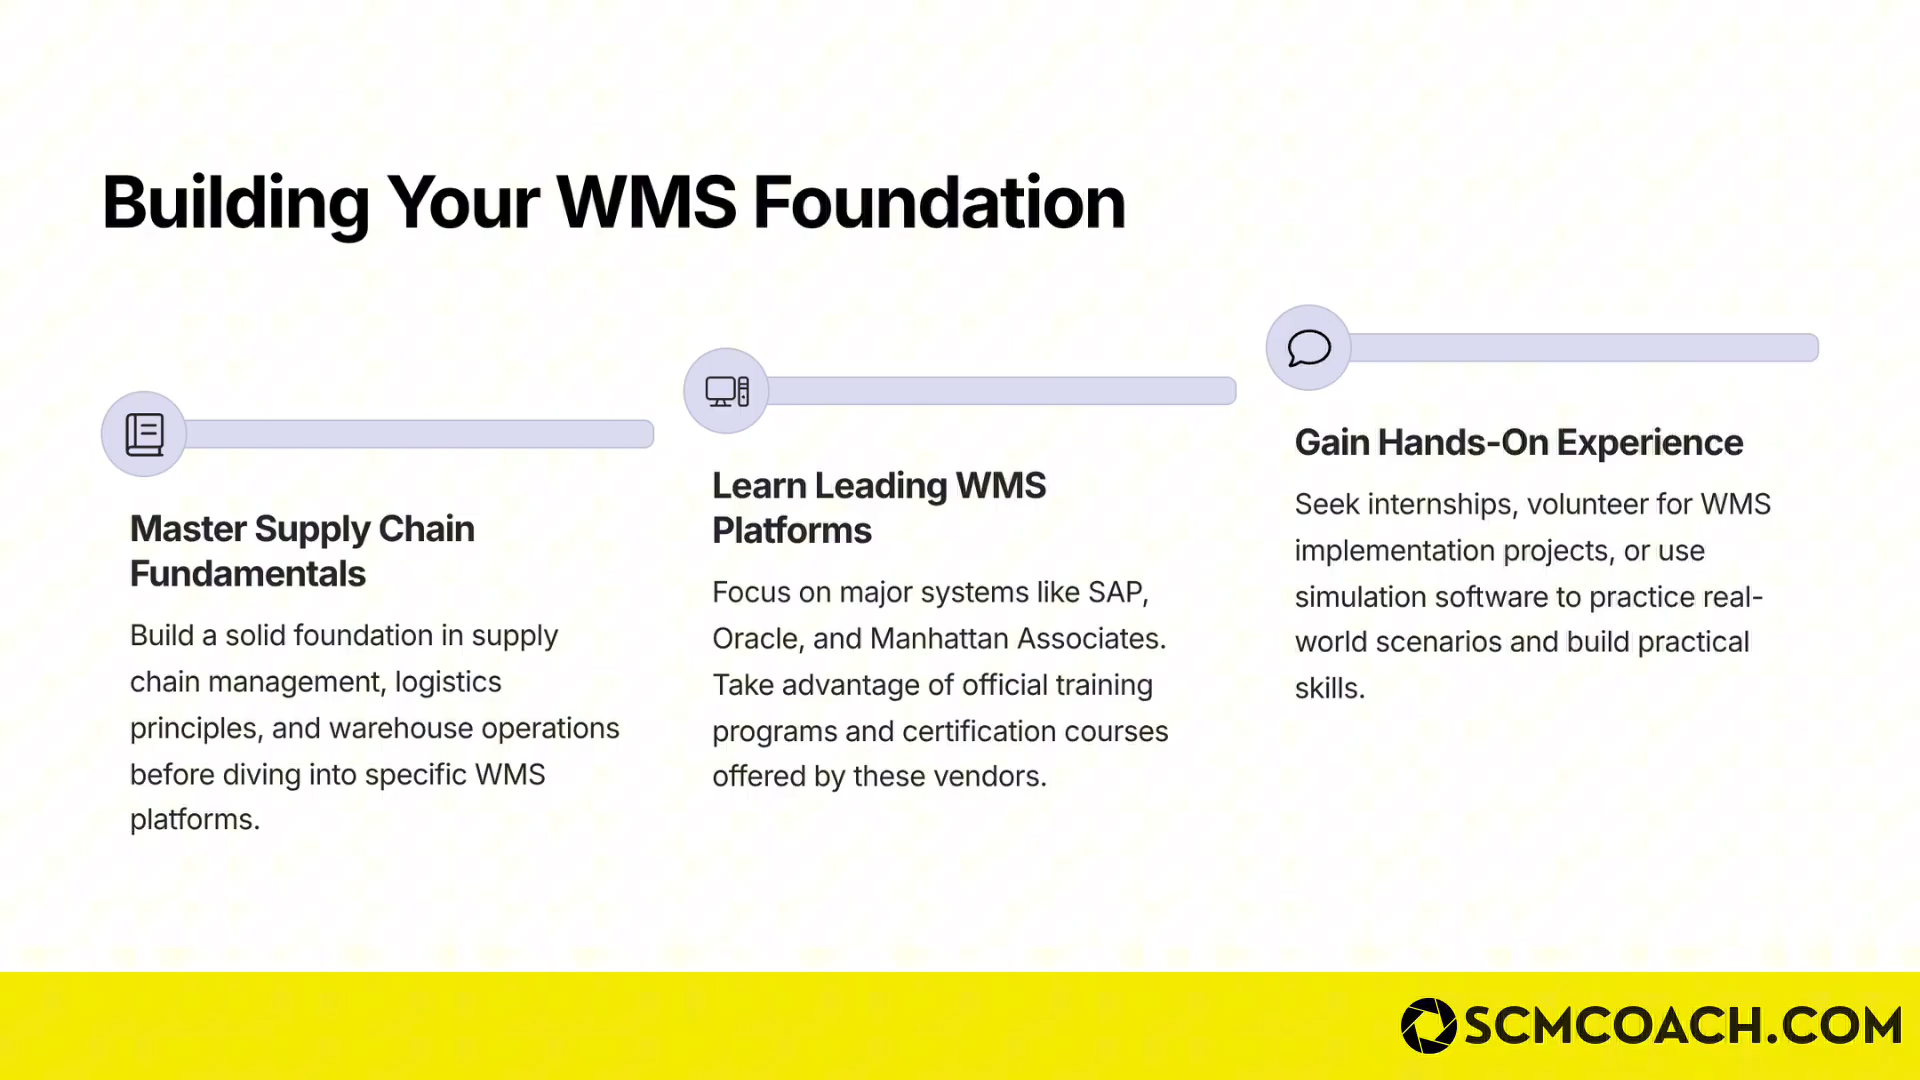 Building Your WMS Foundation
Master Supply Chain
Fundamentals
Build a solid foundation in supply
chain management, logistics
principles, and warehouse operations
before diving into specific WMS
platforms.
Learn Leading WMS
Platforms
Focus on major systems like SAP,
Oracle, and Manhattan Associates.
Take advantage of official training
programs and certification courses
offered by these vendors.
Gain Hands-On Experience
Seek internships, volunteer for WMS
implementation projects, or use
simulation software to practice real-
world scenarios and build practical
skills.
SCMCOACH.COM